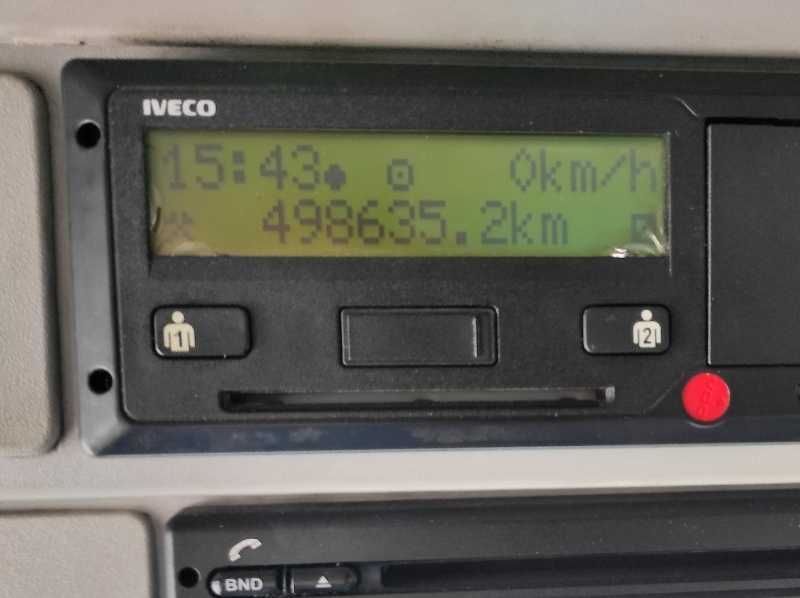 IVECO
15:43 0km/h
498635.2km
1
2
BND